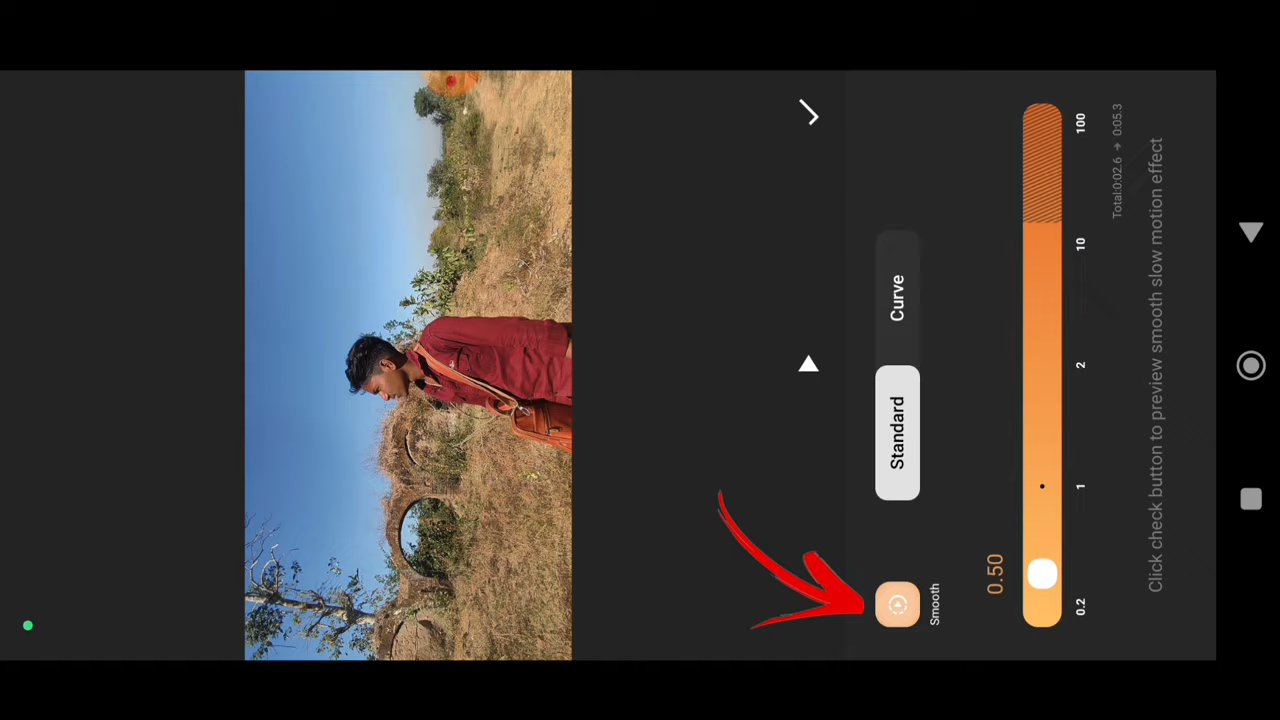 Standard
Curve
Smooth
0.50
0.2
1
2
10
100
Total:0:02.6 → 0:05.3
Click check button to preview smooth slow motion effect